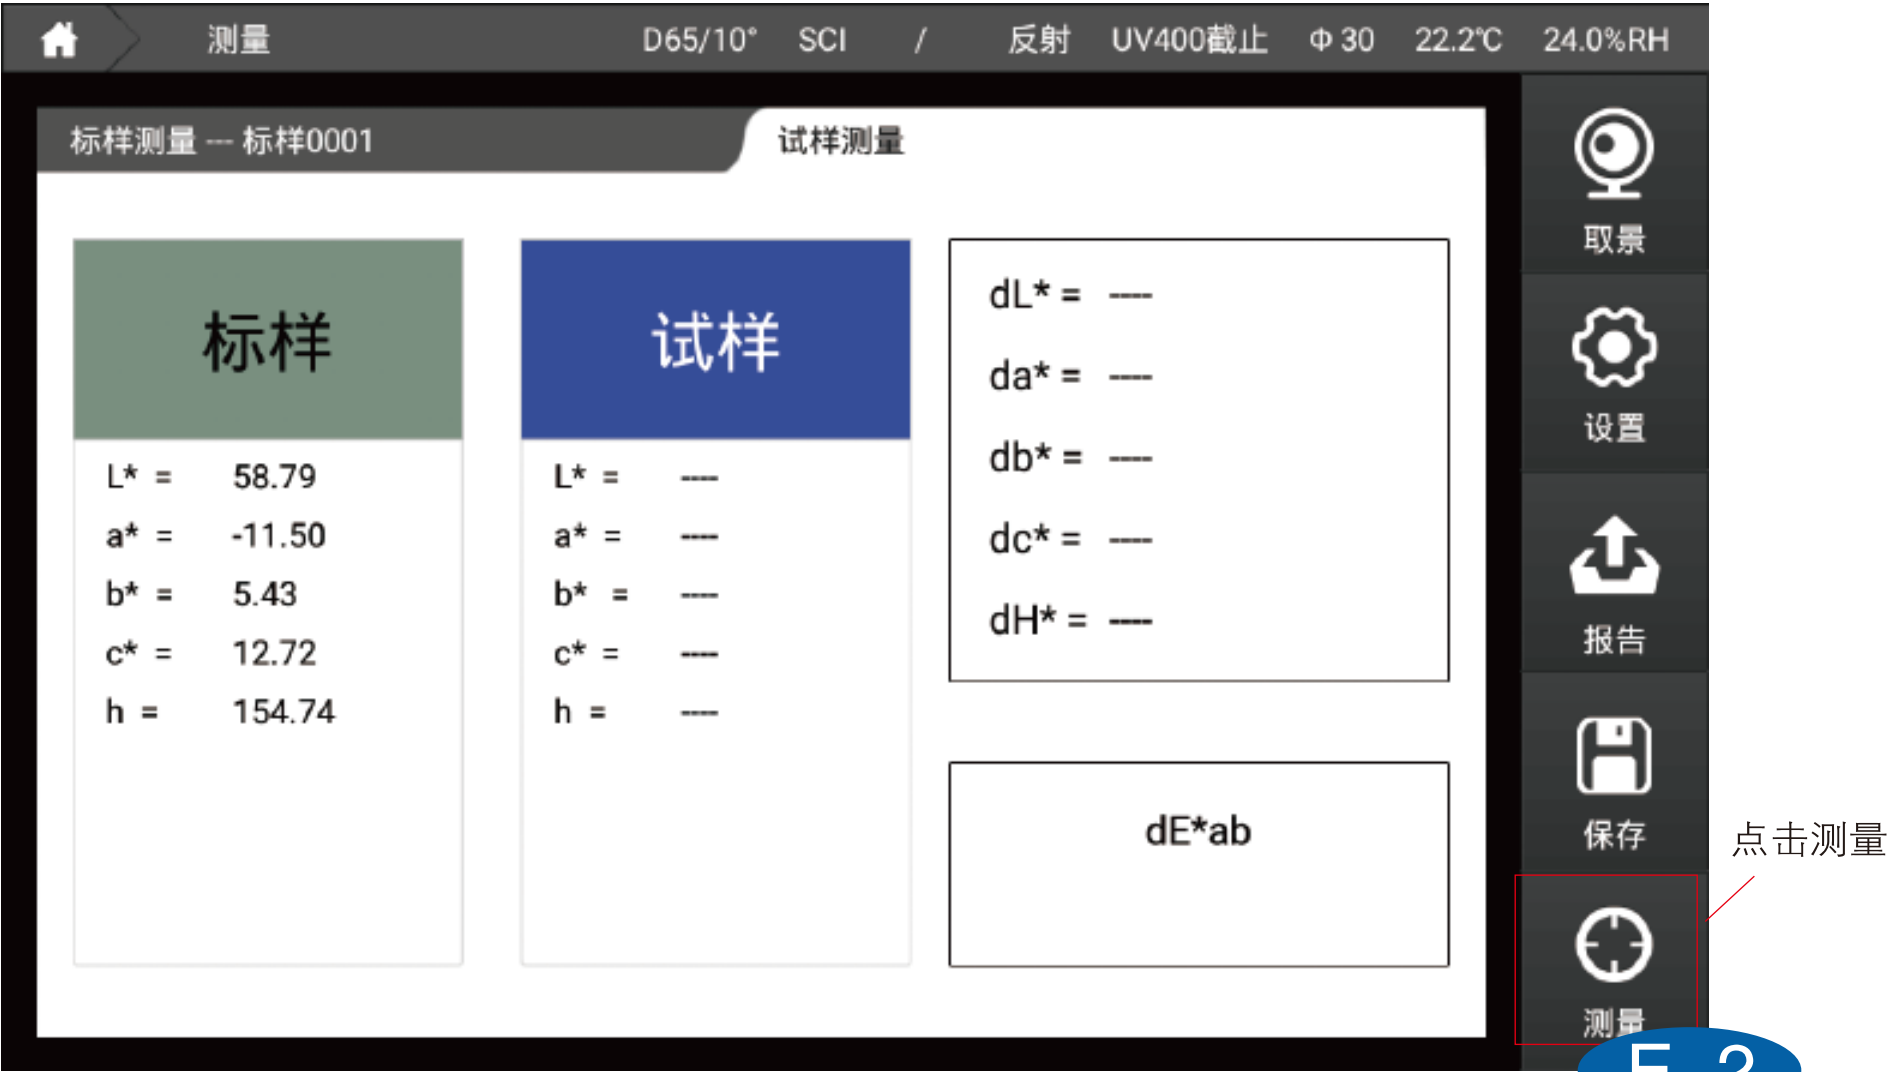 测量 D65/10° SCI / 反射 UV400截止 Φ30 22.2℃ 24.0%RH
标样测量 --- 标样0001 试样测量
标样
L* = 58.79
a* = -11.50
b* = 5.43
c* = 12.72
h = 154.74
试样
L* = ----
a* = ----
b* = ----
c* = ----
h = ----
dL* = ----
da* = ----
db* = ----
dc* = ----
dH* = ----
dE*ab
取景
设置
报告
保存
测量
点击测量